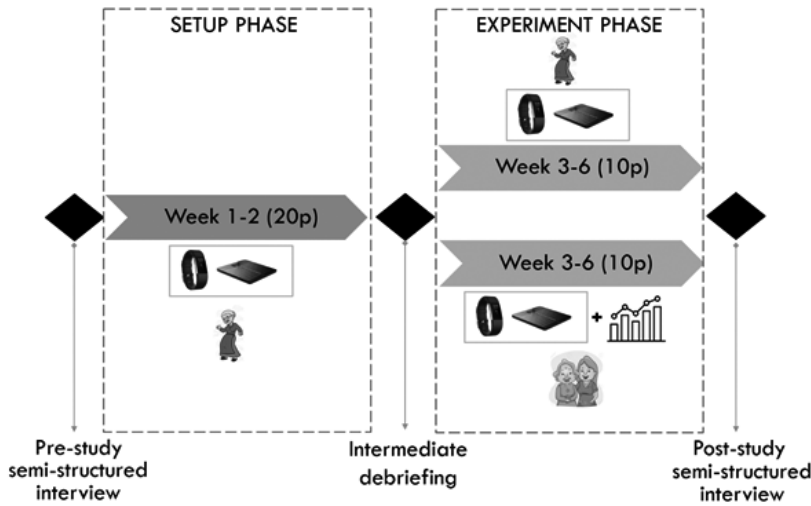 SETUP PHASE
EXPERIMENT PHASE
Week 3-6 (10p)
Week 1-2 (20p)
Week 3-6 (10p)
+
Pre-study
semi-structured
interview
Intermediate
debriefing
Post-study
semi-structured
interview